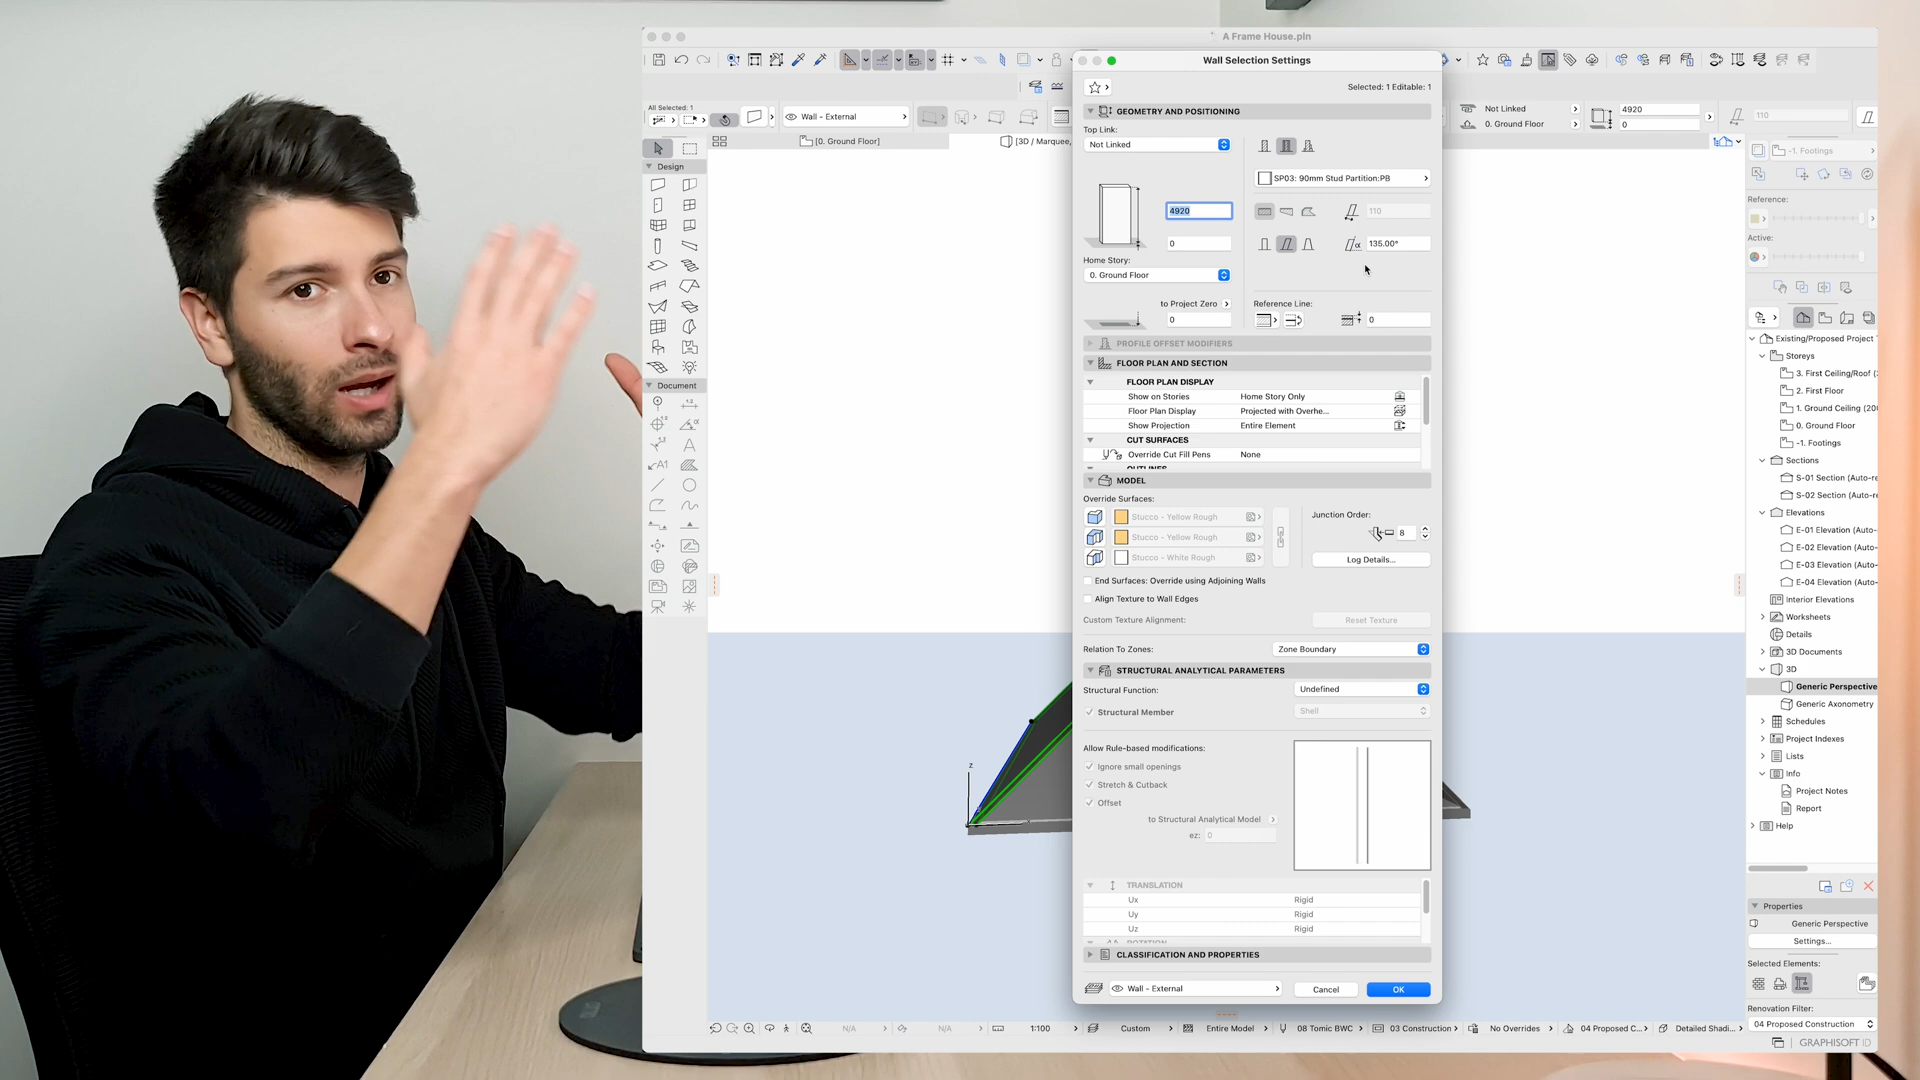 A Frame House.pln
Wall Selection Settings
Selected: 1 Editable: 1
All Selected: 1
Wall - External
Not Linked
0. Ground Floor
4920
0
110
[0. Ground Floor]
[3D / Marquee,
Design
Document
GEOMETRY AND POSITIONING
Top Link:
Not Linked
SP03: 90mm Stud Partition:PB
4920
110
0
135.00°
Home Story:
0. Ground Floor
to Project Zero
Reference Line:
0
0
PROFILE OFFSET MODIFIERS
FLOOR PLAN AND SECTION
FLOOR PLAN DISPLAY
Show on Stories Home Story Only
Floor Plan Display Projected with Overhe...
Show Projection Entire Element
CUT SURFACES
Override Cut Fill Pens None
OUTLINES
MODEL
Override Surfaces:
Stucco - Yellow Rough
Stucco - Yellow Rough
Stucco - White Rough
Junction Order:
8
Log Details...
End Surfaces: Override using Adjoining Walls
Align Texture to Wall Edges
Custom Texture Alignment:
Reset Texture
Relation To Zones:
Zone Boundary
STRUCTURAL ANALYTICAL PARAMETERS
Structural Function:
Undefined
Structural Member
Shell
Allow Rule-based modifications:
Ignore small openings
Stretch & Cutback
Offset
to Structural Analytical Model
ez: 0
TRANSLATION
Ux Rigid
Uy Rigid
Uz Rigid
ROTATION
CLASSIFICATION AND PROPERTIES
Wall - External
Cancel
OK
z
-1. Footings
Reference:
Active:
Existing/Proposed Project
Storeys
3. First Ceiling/Roof (
2. First Floor
1. Ground Ceiling (20
0. Ground Floor
-1. Footings
Sections
S-01 Section (Auto-re
S-02 Section (Auto-re
Elevations
E-01 Elevation (Auto-
E-02 Elevation (Auto-
E-03 Elevation (Auto-
E-04 Elevation (Auto-
Interior Elevations
Worksheets
Details
3D Documents
3D
Generic Perspective
Generic Axonometry
Schedules
Project Indexes
Lists
Info
Project Notes
Report
Help
Properties
Generic Perspective
Settings...
Selected Elements:
Renovation Filter:
04 Proposed Construction
N/A
N/A
1:100
Custom
Entire Model
08 Tomic BWC
03 Construction
No Overrides
04 Proposed C...
Detailed Shadi...
GRAPHISOFT ID